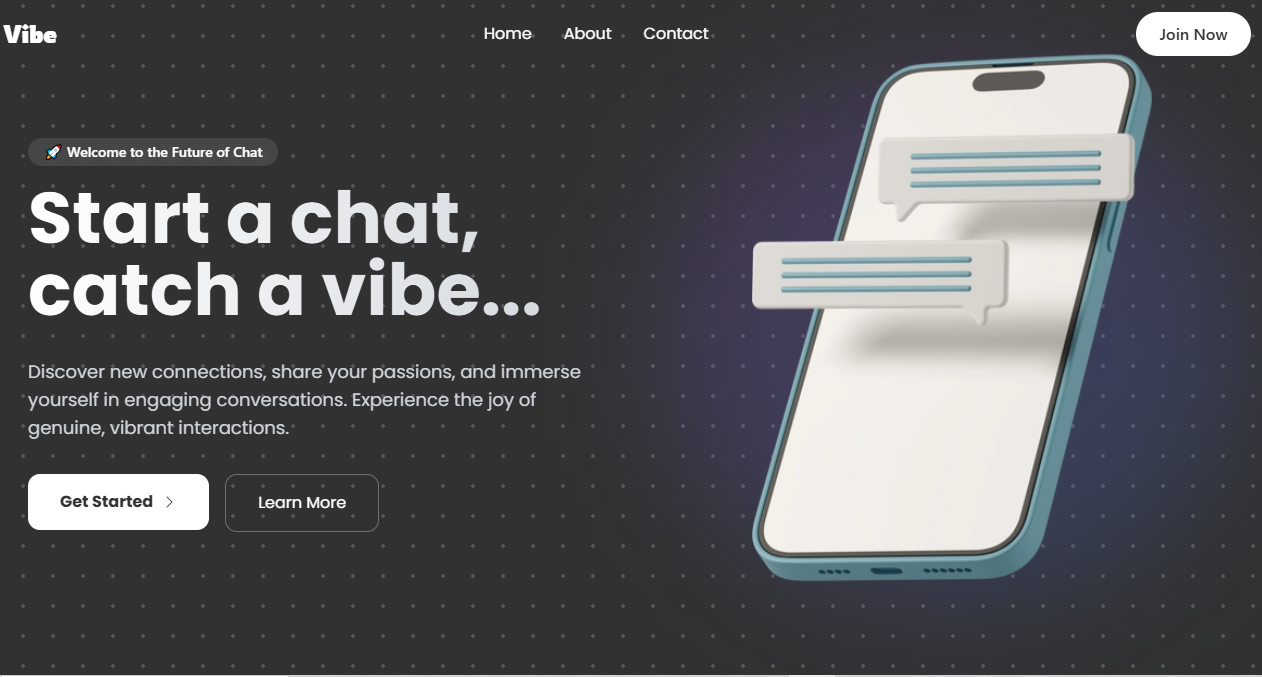 Vibe
Home
About
Contact
Join Now
🚀 Welcome to the Future of Chat
Start a chat,
catch a vibe...
Discover new connections, share your passions, and immerse
yourself in engaging conversations. Experience the joy of
genuine, vibrant interactions.
Get Started
Learn More